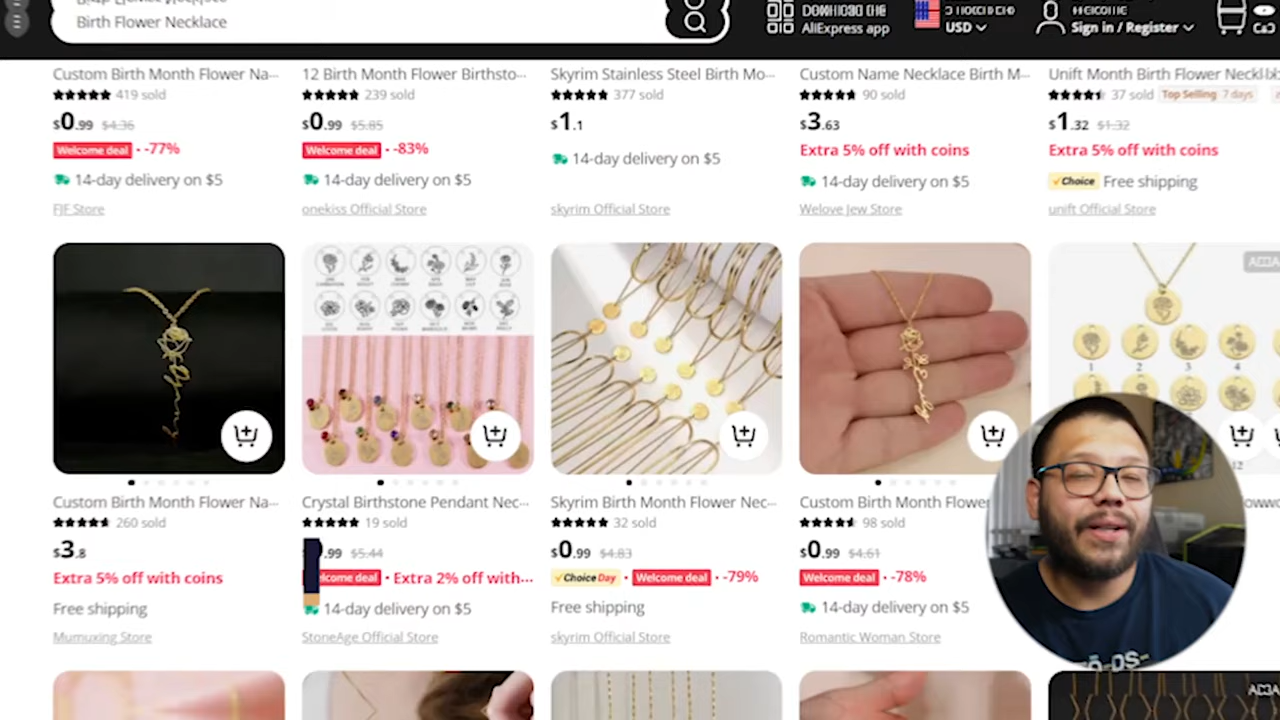 Birth Flower Necklace
AliExpress app
USD
Sign in / Register
Custom Birth Month Flower Na...
12 Birth Month Flower Birthsto...
Skyrim Stainless Steel Birth Mo...
Custom Name Necklace Birth M...
Unift Month Birth Flower
419 sold
239 sold
377 sold
90 sold
37 sold Top Selling 7 days
$0.99 $4.36
$0.99 $5.85
$1.1
$3.63
$1.32 $1.32
Welcome deal · -77%
Welcome deal · -83%
Extra 5% off with coins
Extra 5% off with coins
14-day delivery on $5
14-day delivery on $5
14-day delivery on $5
14-day delivery on $5
Choice Free shipping
FJF Store
onekiss Official Store
skyrim Official Store
Welove Jew Store
unift Official Store
1 2 3 4
12
Custom Birth Month Flower Na...
Crystal Birthstone Pendant Nec...
Skyrim Birth Month Flower Nec...
Custom Birth Month Flower
260 sold
19 sold
32 sold
98 sold
$3.8
.99 $5.44
$0.99 $4.83
$0.99 $4.61
Extra 5% off with coins
elcome deal · Extra 2% off with...
Choice Day · Welcome deal · -79%
Welcome deal · -78%
Free shipping
14-day delivery on $5
Free shipping
14-day delivery on $5
Mumuxing Store
StoneAge Official Store
skyrim Official Store
Romantic Woman Store